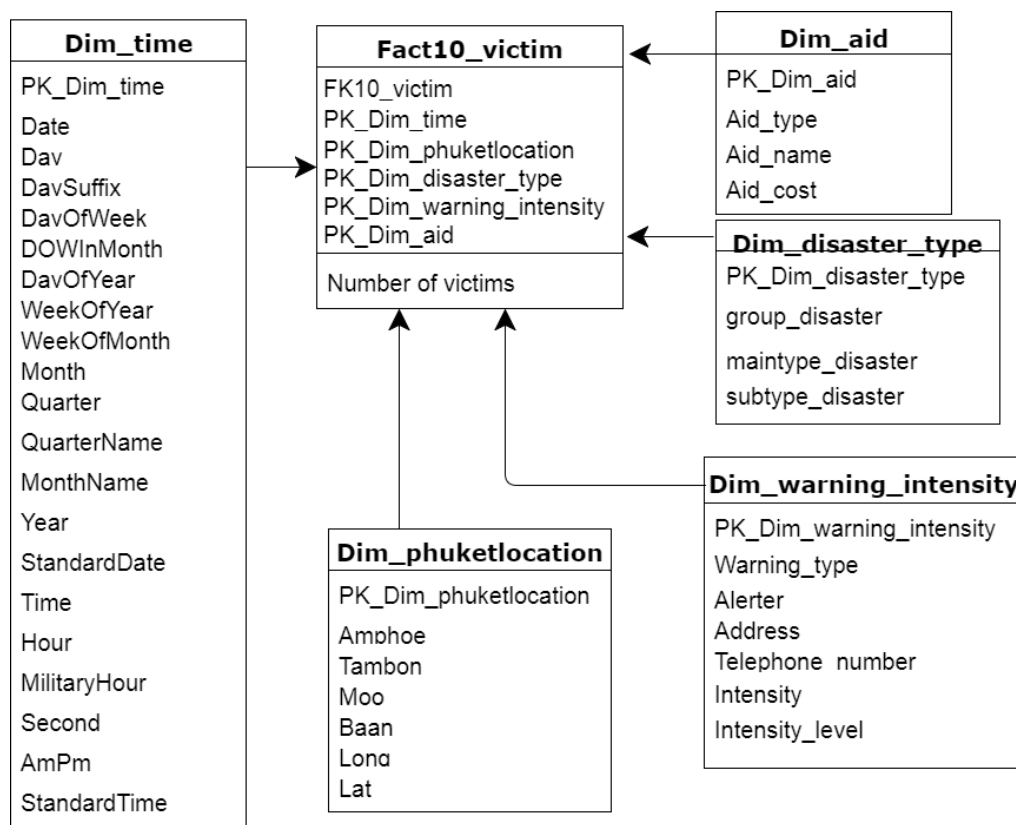 Dim_time
PK_Dim_time
Date
Dav
DavSuffix
DavOfWeek
DOWInMonth
DavOfYear
WeekOfYear
WeekOfMonth
Month
Quarter
QuarterName
MonthName
Year
StandardDate
Time
Hour
MilitaryHour
Second
AmPm
StandardTime
Fact10_victim
FK10_victim
PK_Dim_time
PK_Dim_phuketlocation
PK_Dim_disaster_type
PK_Dim_warning_intensity
PK_Dim_aid
Number of victims
Dim_aid
PK_Dim_aid
Aid_type
Aid_name
Aid_cost
Dim_disaster_type
PK_Dim_disaster_type
group_disaster
maintype_disaster
subtype_disaster
Dim_phuketlocation
PK_Dim_phuketlocation
Amphoe
Tambon
Moo
Baan
Long
Lat
Dim_warning_intensity
PK_Dim_warning_intensity
Warning_type
Alerter
Address
Telephone number
Intensity
Intensity_level